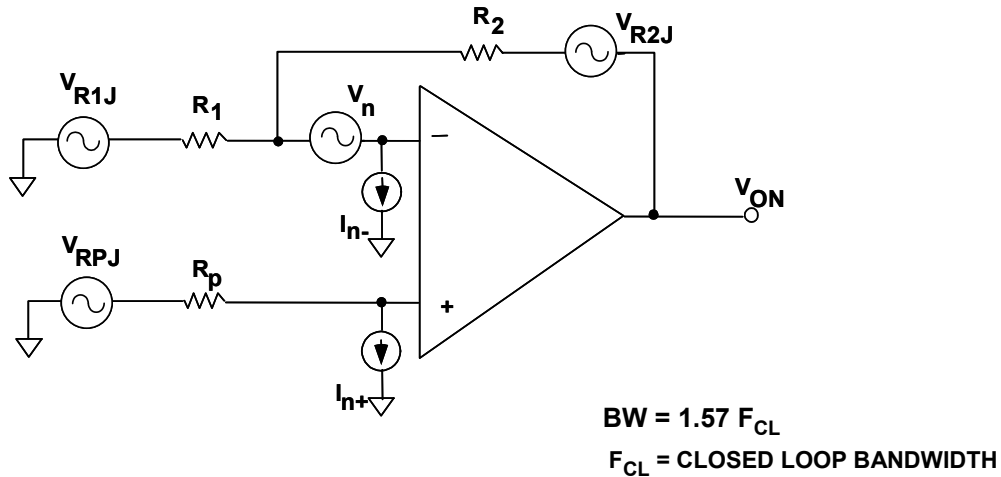 R2
VR2J
VR1J
R1
Vn
−
In-
VON
VRPJ
Rp
+
In+
BW = 1.57 FCL
FCL = CLOSED LOOP BANDWIDTH